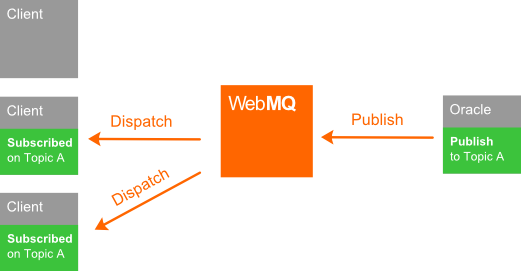 Client
Client
Subscribed
on Topic A
Client
Subscribed
on Topic A
Dispatch
Dispatch
WebMQ
Publish
Oracle
Publish
to Topic A